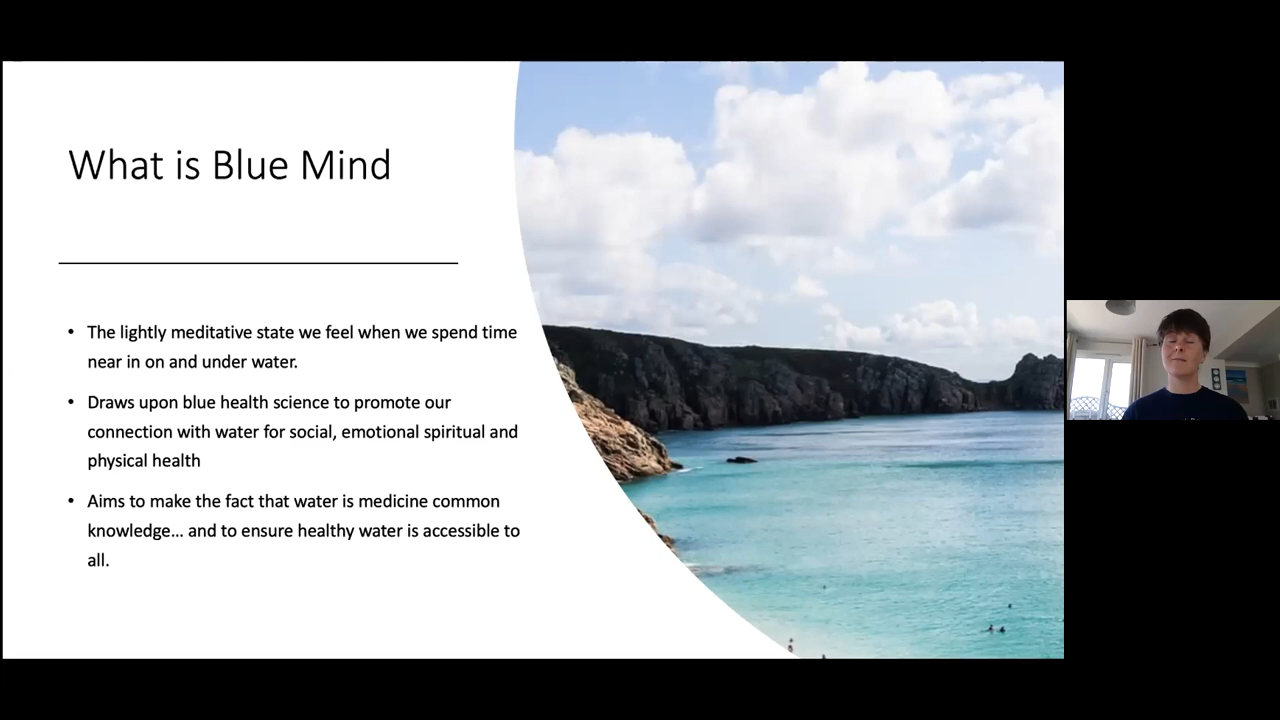 What is Blue Mind
• The lightly meditative state we feel when we spend time
near in on and under water.
• Draws upon blue health science to promote our
connection with water for social, emotional spiritual and
physical health
• Aims to make the fact that water is medicine common
knowledge... and to ensure healthy water is accessible to
all.